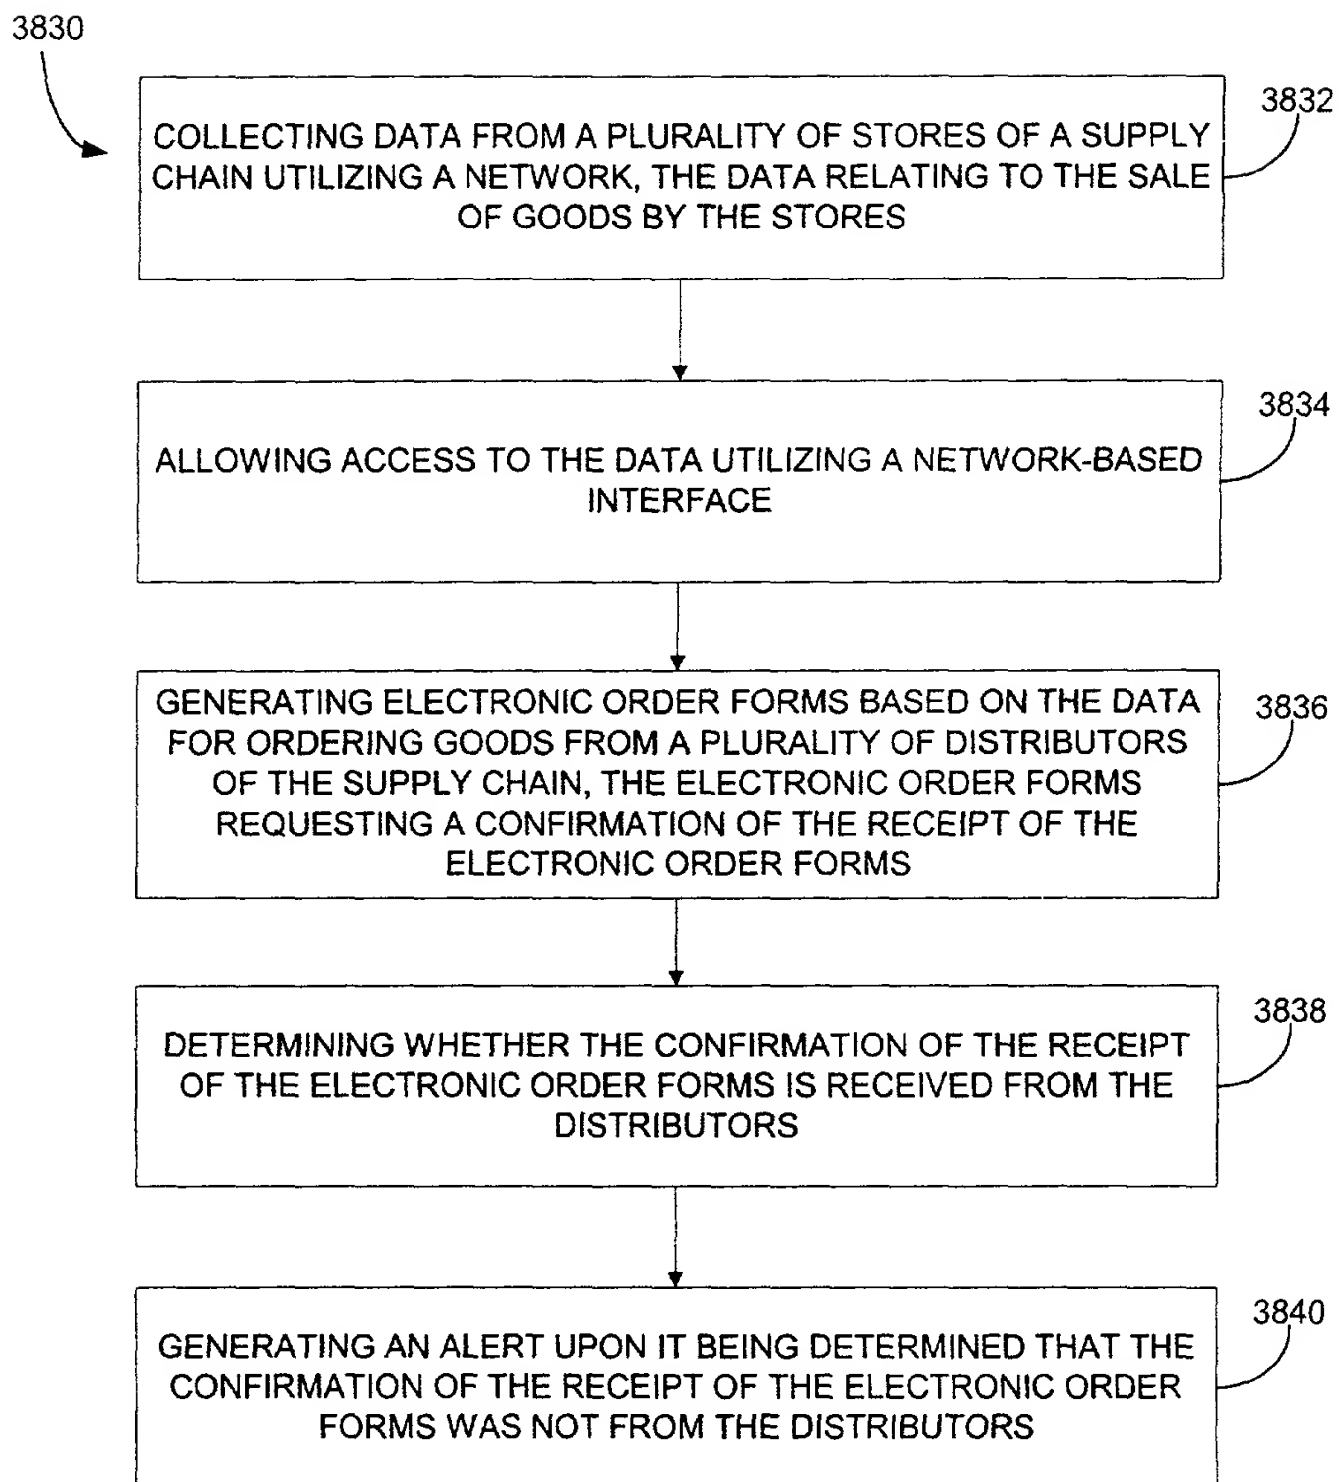 3830
3832
COLLECTING DATA FROM A PLURALITY OF STORES OF A SUPPLY
CHAIN UTILIZING A NETWORK, THE DATA RELATING TO THE SALE
OF GOODS BY THE STORES
3834
ALLOWING ACCESS TO THE DATA UTILIZING A NETWORK-BASED
INTERFACE
3836
GENERATING ELECTRONIC ORDER FORMS BASED ON THE DATA
FOR ORDERING GOODS FROM A PLURALITY OF DISTRIBUTORS
OF THE SUPPLY CHAIN, THE ELECTRONIC ORDER FORMS
REQUESTING A CONFIRMATION OF THE RECEIPT OF THE
ELECTRONIC ORDER FORMS
3838
DETERMINING WHETHER THE CONFIRMATION OF THE RECEIPT
OF THE ELECTRONIC ORDER FORMS IS RECEIVED FROM THE
DISTRIBUTORS
3840
GENERATING AN ALERT UPON IT BEING DETERMINED THAT THE
CONFIRMATION OF THE RECEIPT OF THE ELECTRONIC ORDER
FORMS WAS NOT FROM THE DISTRIBUTORS